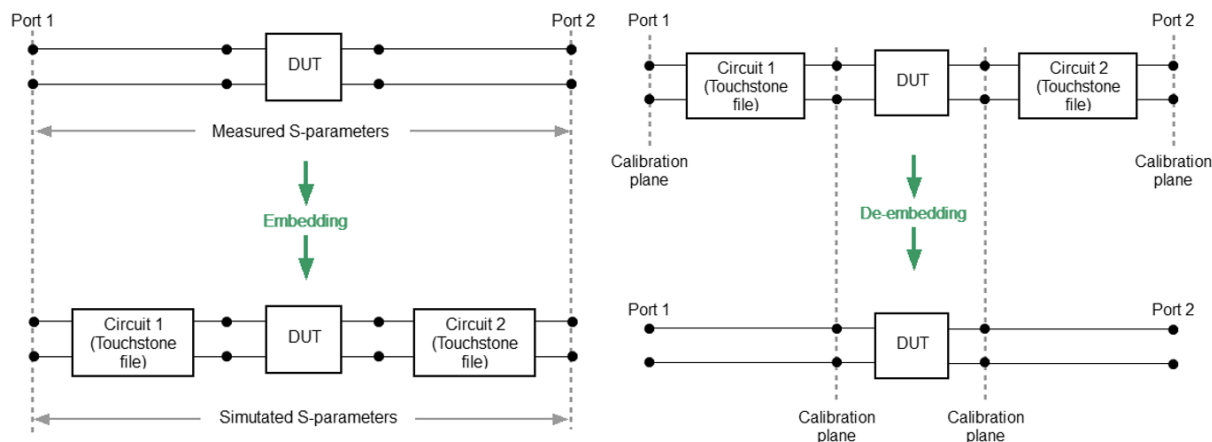 Port 1
Port 2
DUT
Measured S-parameters
Embedding
Circuit 1
(Touchstone
file)
DUT
Circuit 2
(Touchstone
file)
Simutated S-parameters
Port 1
Port 2
Circuit 1
(Touchstone
file)
DUT
Circuit 2
(Touchstone
file)
Calibration
plane
Calibration
plane
De-embedding
Port 1
Port 2
DUT
Calibration
plane
Calibration
plane